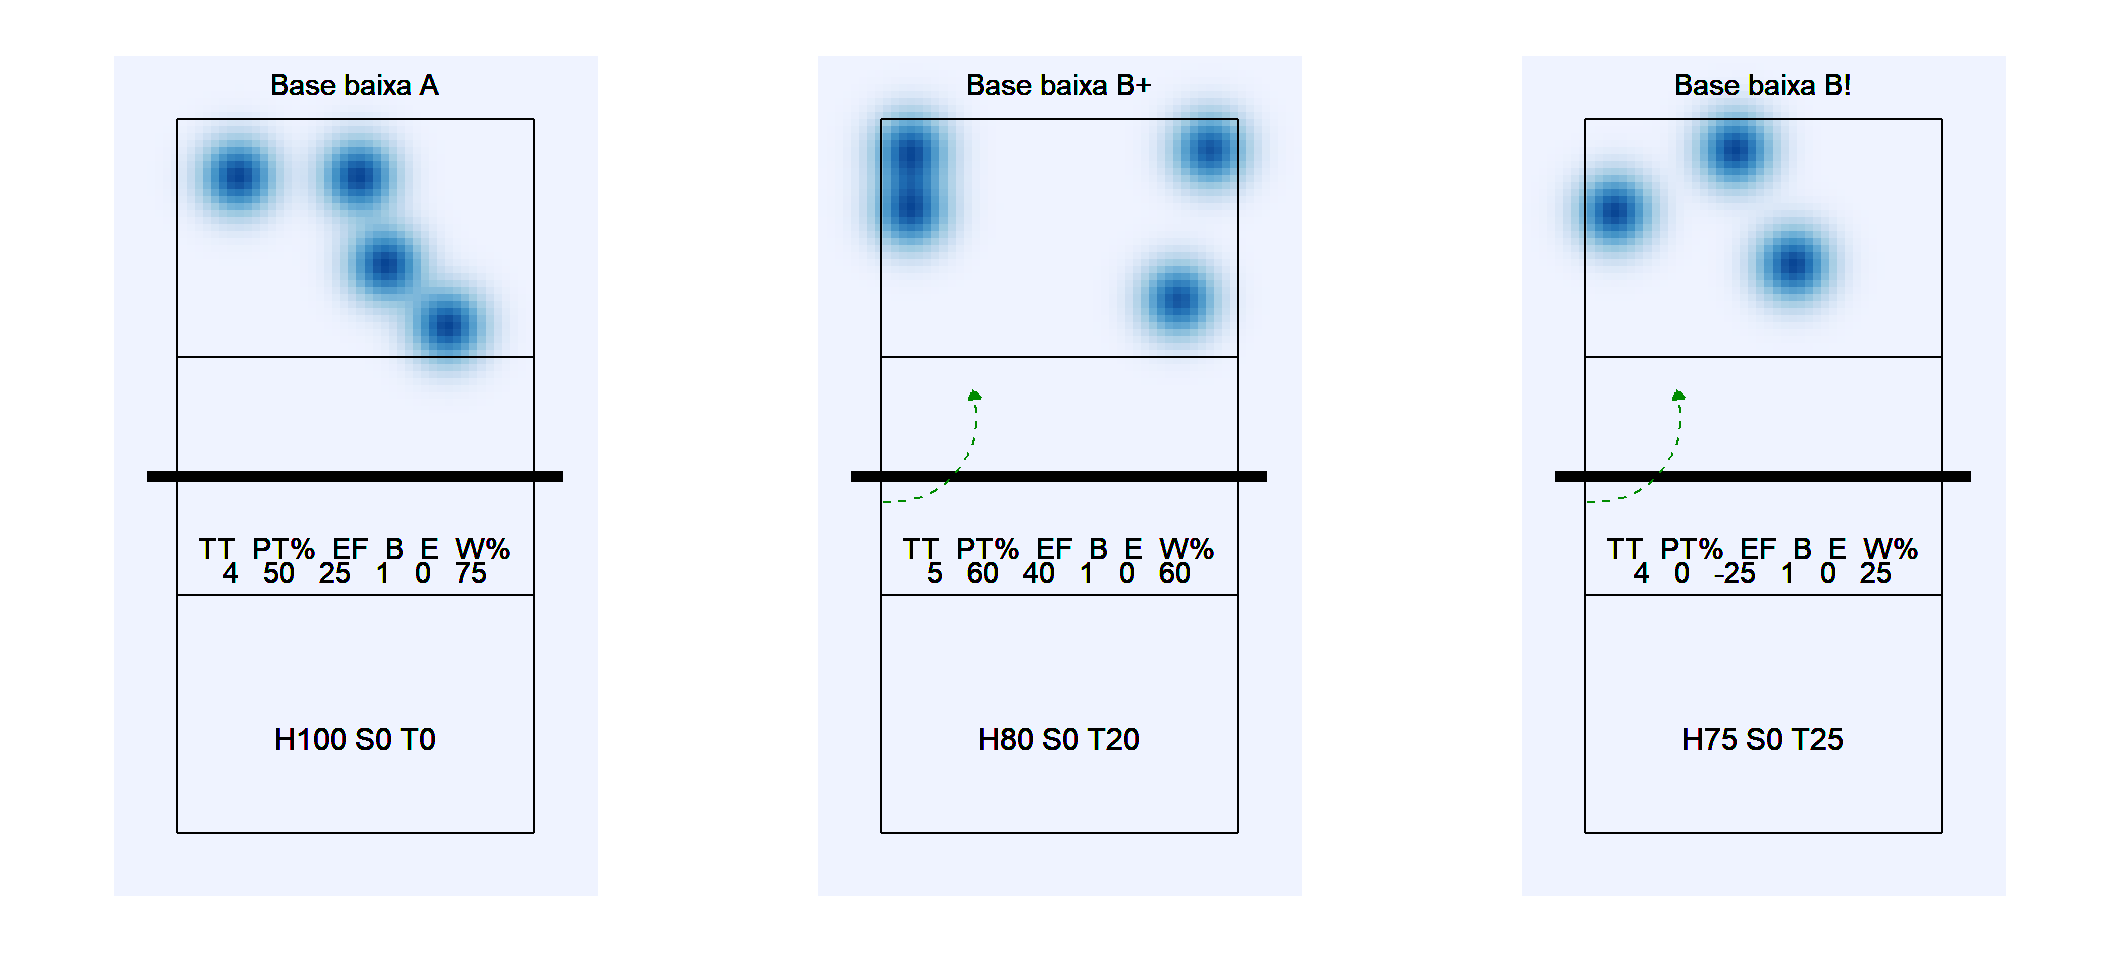 Base baixa A
TT PT% EF B E W%
4 50 25 1 0 75
H100 S0 T0
Base baixa B+
TT PT% EF B E W%
5 60 40 1 0 60
H80 S0 T20
Base baixa B!
TT PT% EF B E W%
4 0 -25 1 0 25
H75 S0 T25